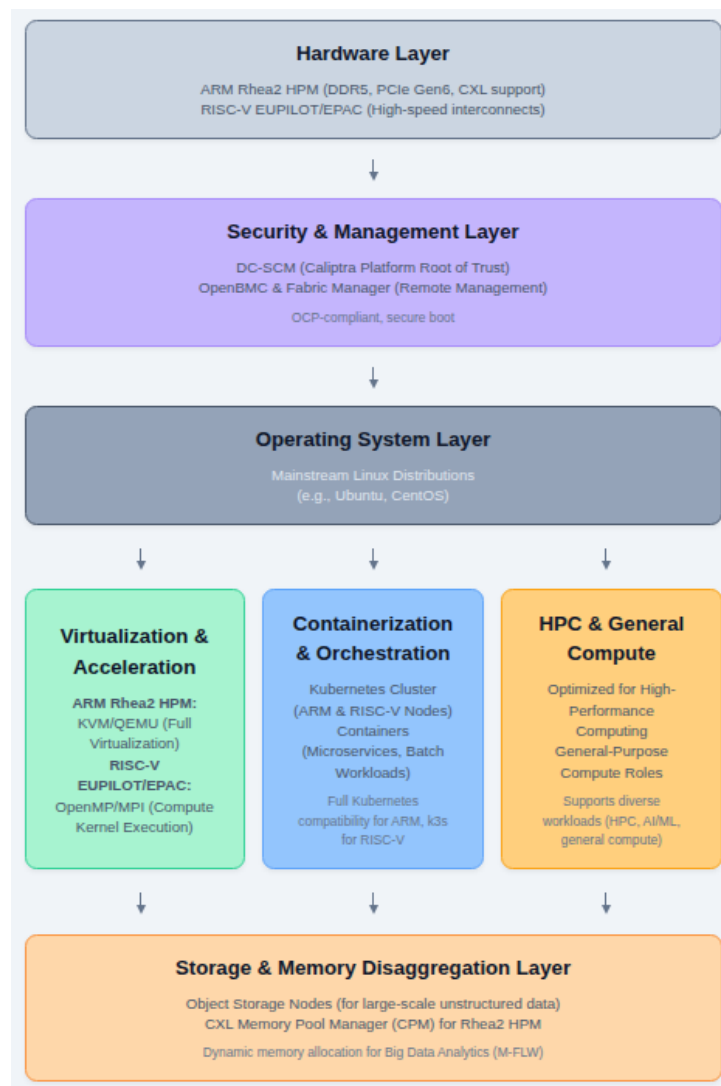 Hardware Layer
ARM Rhea2 HPM (DDR5, PCIe Gen6, CXL support)
RISC-V EUPILOT/EPAC (High-speed interconnects)
Security & Management Layer
DC-SCM (Caliptra Platform Root of Trust)
OpenBMC & Fabric Manager (Remote Management)
OCP-compliant, secure boot
Operating System Layer
Mainstream Linux Distributions
(e.g., Ubuntu, CentOS)
Virtualization &
Acceleration
ARM Rhea2 HPM:
KVM/QEMU (Full
Virtualization)
RISC-V
EUPILOT/EPAC:
OpenMP/MPI (Compute
Kernel Execution)
Containerization
& Orchestration
Kubernetes Cluster
(ARM & RISC-V Nodes)
Containers
(Microservices, Batch
Workloads)
Full Kubernetes
compatibility for ARM, k3s
for RISC-V
HPC & General
Compute
Optimized for High-
Performance
Computing
General-Purpose
Compute Roles
Supports diverse
workloads (HPC, AI/ML,
general compute)
Storage & Memory Disaggregation Layer
Object Storage Nodes (for large-scale unstructured data)
CXL Memory Pool Manager (CPM) for Rhea2 HPM
Dynamic memory allocation for Big Data Analytics (M-FLW)